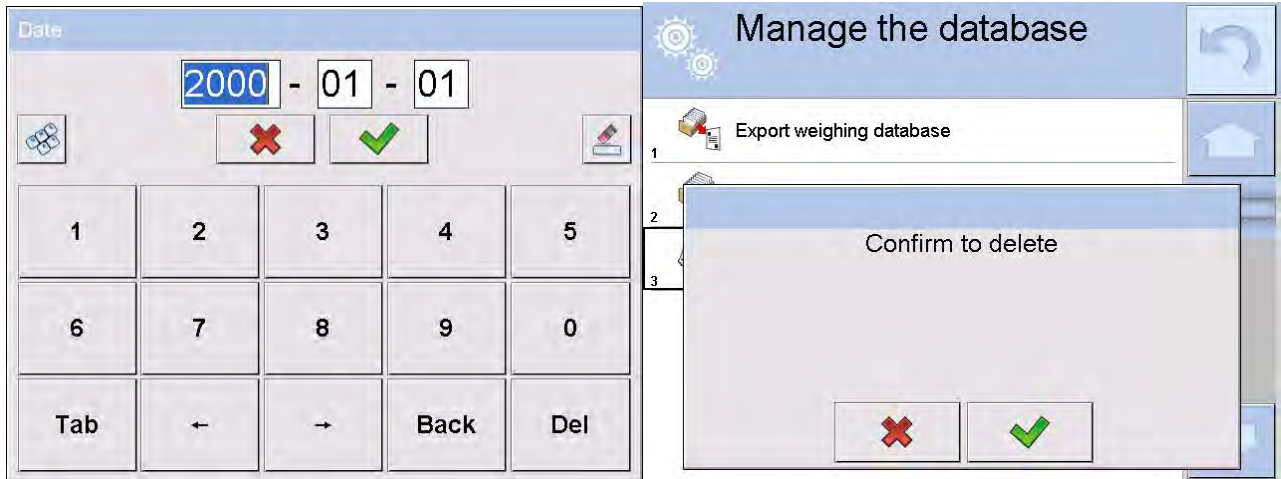 Date
2000 - 01 - 01
1 2 3 4 5
6 7 8 9 0
Tab ← → Back Del
Manage the database
1 Export weighing database
2
3
Confirm to delete